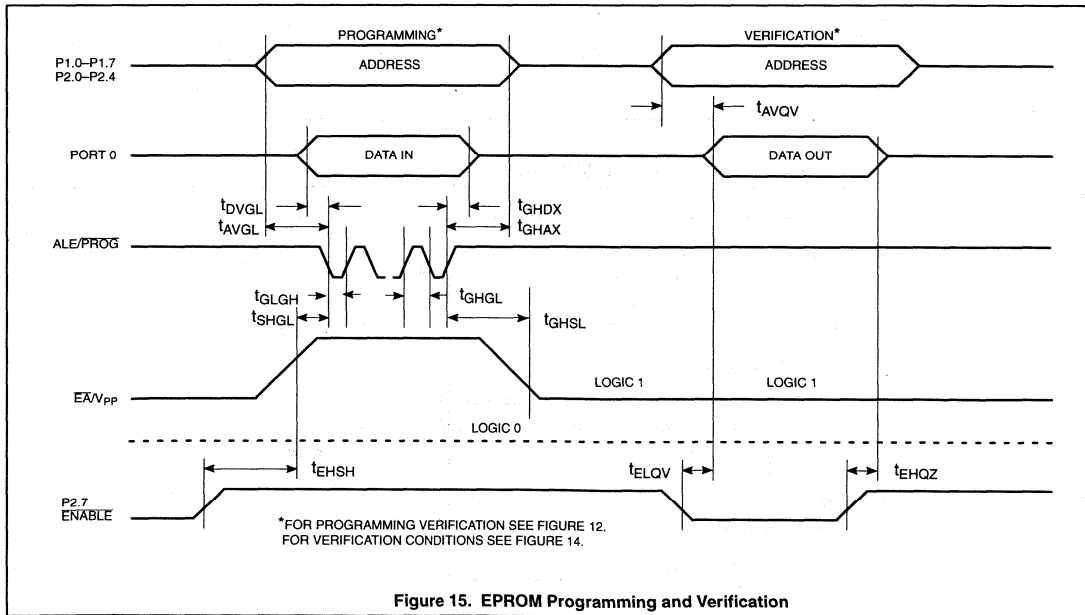 PROGRAMMING*
VERIFICATION*
P1.0–P1.7
P2.0–P2.4
ADDRESS
ADDRESS
tAVQV
PORT 0
DATA IN
DATA OUT
tDVGL
tGHDX
tAVGL
tGHAX
ALE/PROG
tGLGH
tGHGL
tSHGL
tGHSL
LOGIC 1
LOGIC 1
EA/VPP
LOGIC 0
tEHSH
tELQV
tEHQZ
P2.7
ENABLE
*FOR PROGRAMMING VERIFICATION SEE FIGURE 12.
FOR VERIFICATION CONDITIONS SEE FIGURE 14.
Figure 15. EPROM Programming and Verification